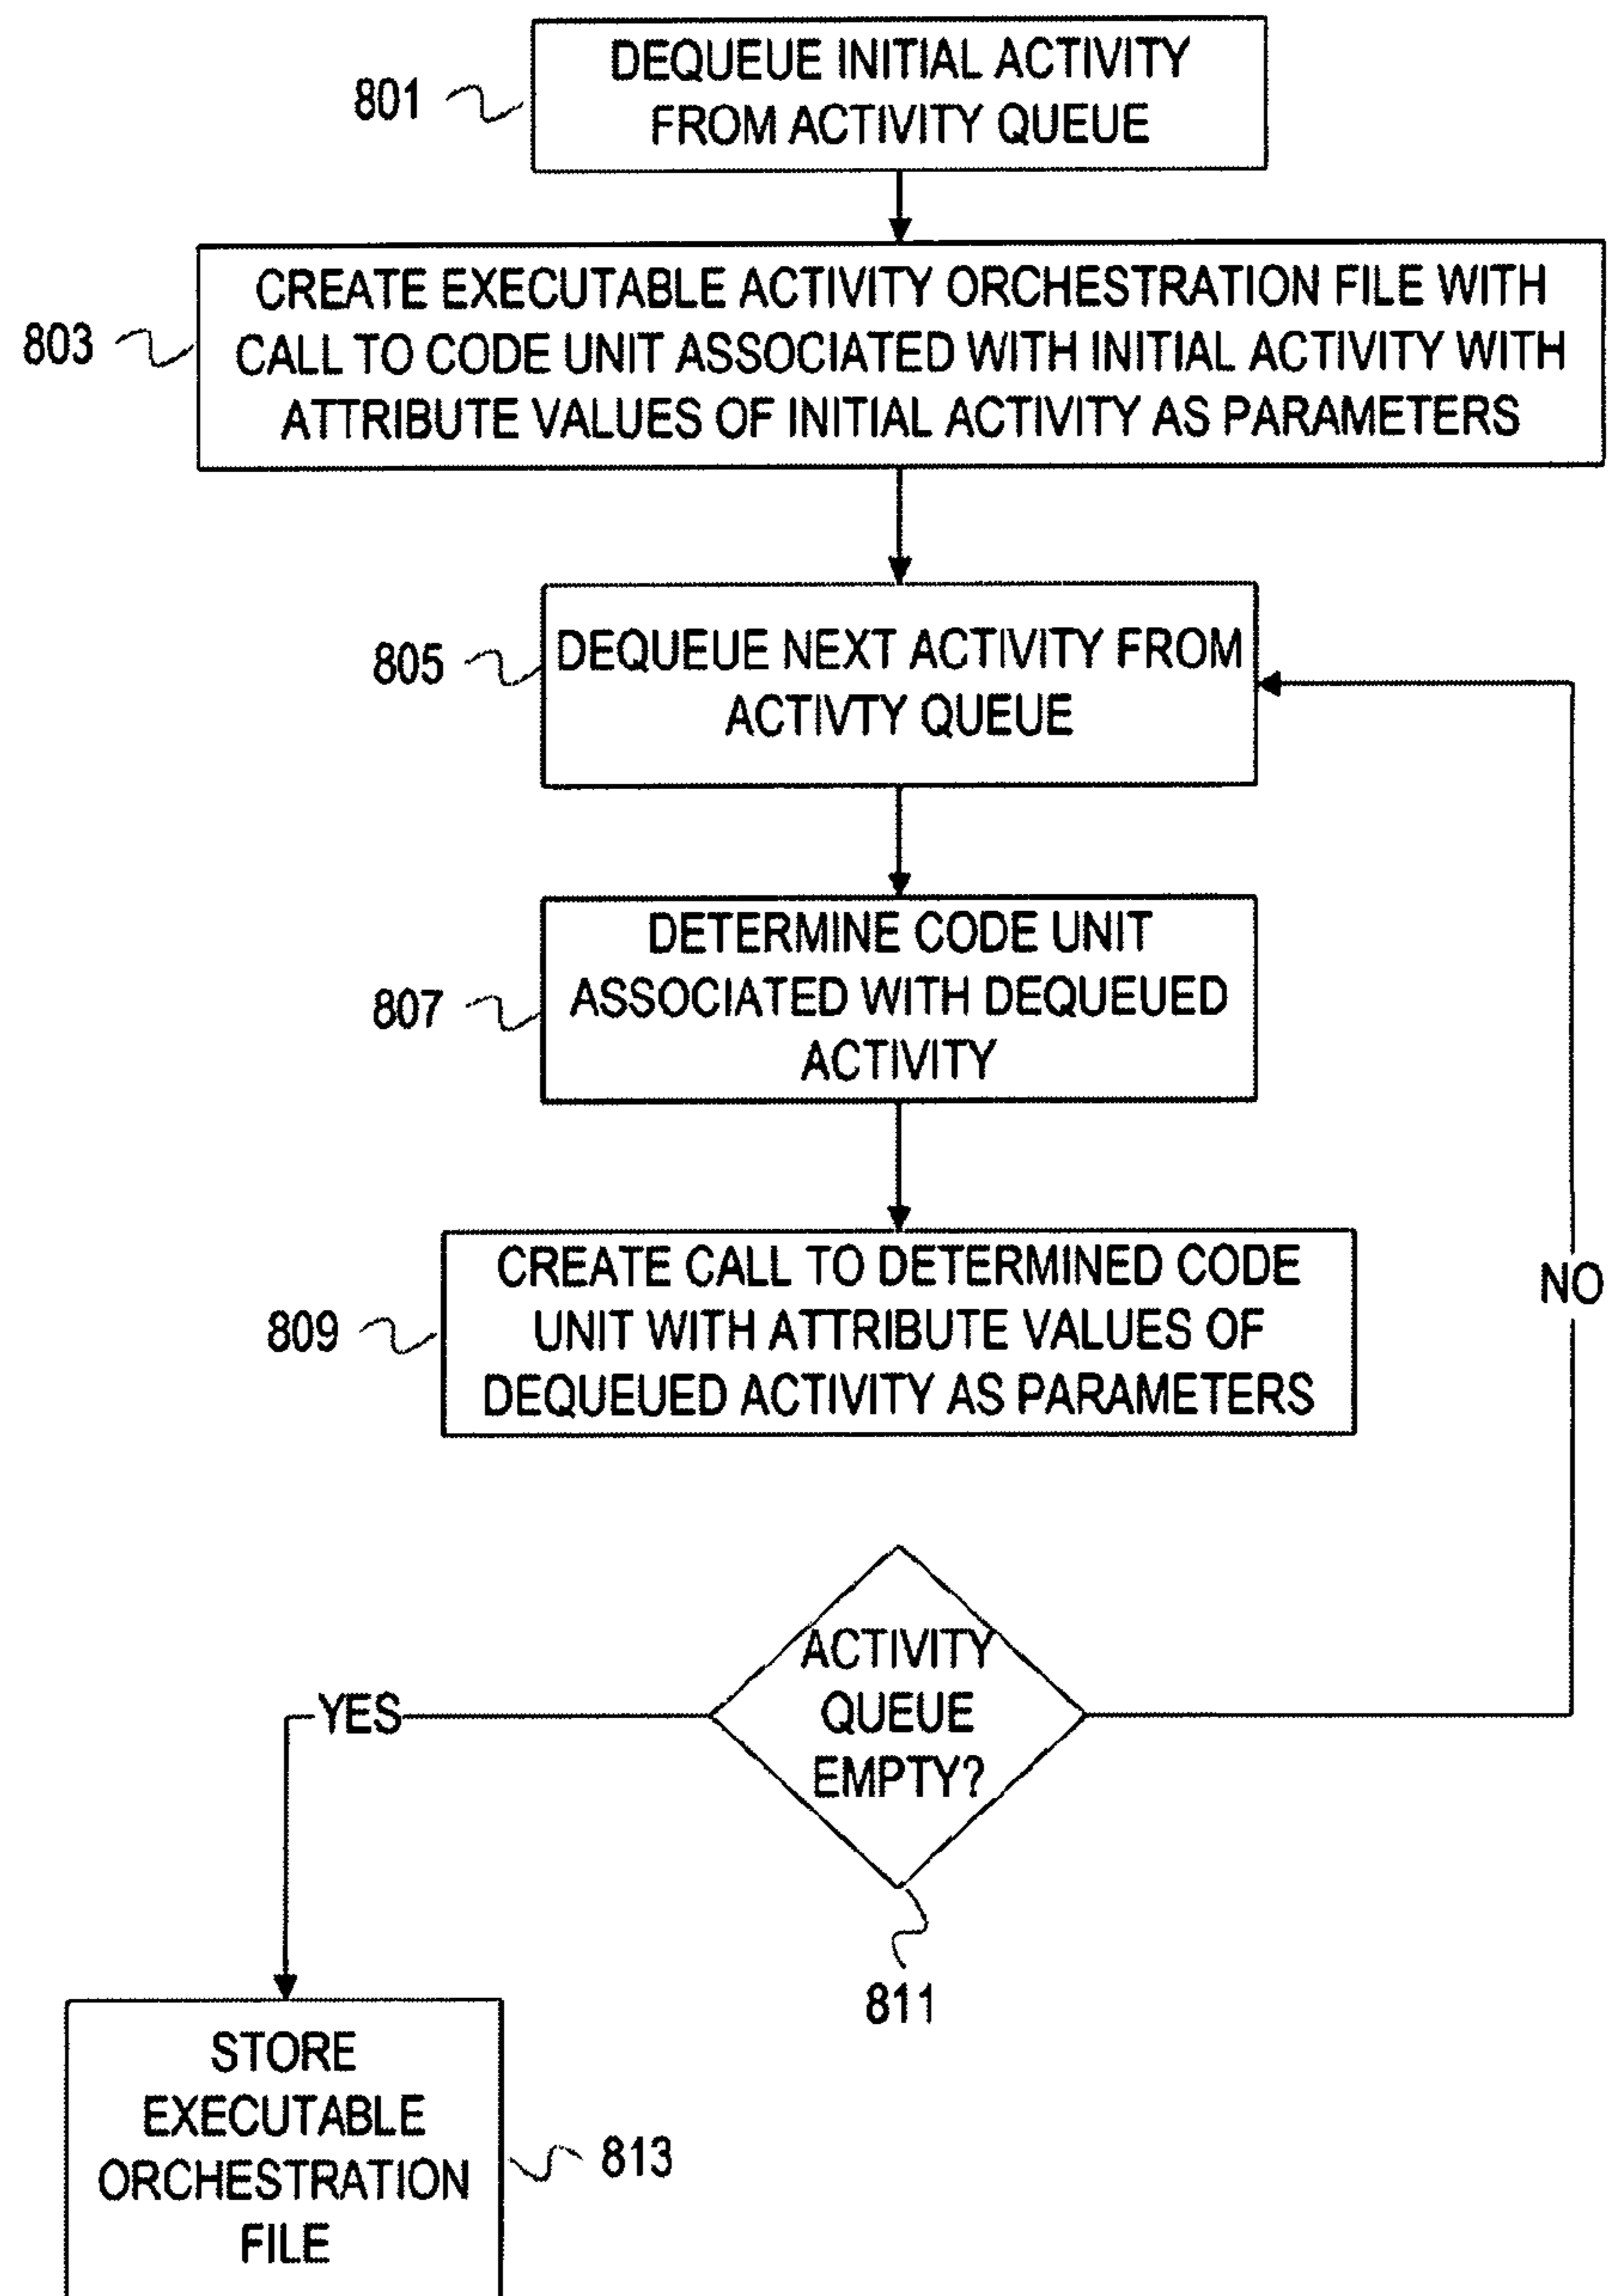 DEQUEUE INITIAL ACTIVITY
FROM ACTIVITY QUEUE
801
CREATE EXECUTABLE ACTIVITY ORCHESTRATION FILE WITH
CALL TO CODE UNIT ASSOCIATED WITH INITIAL ACTIVITY WITH
ATTRIBUTE VALUES OF INITIAL ACTIVITY AS PARAMETERS
803
DEQUEUE NEXT ACTIVITY FROM
ACTIVTY QUEUE
805
DETERMINE CODE UNIT
ASSOCIATED WITH DEQUEUED
ACTIVITY
807
CREATE CALL TO DETERMINED CODE
UNIT WITH ATTRIBUTE VALUES OF
DEQUEUED ACTIVITY AS PARAMETERS
809
NO
ACTIVITY
QUEUE
EMPTY?
YES
811
STORE
EXECUTABLE
ORCHESTRATION
FILE
813